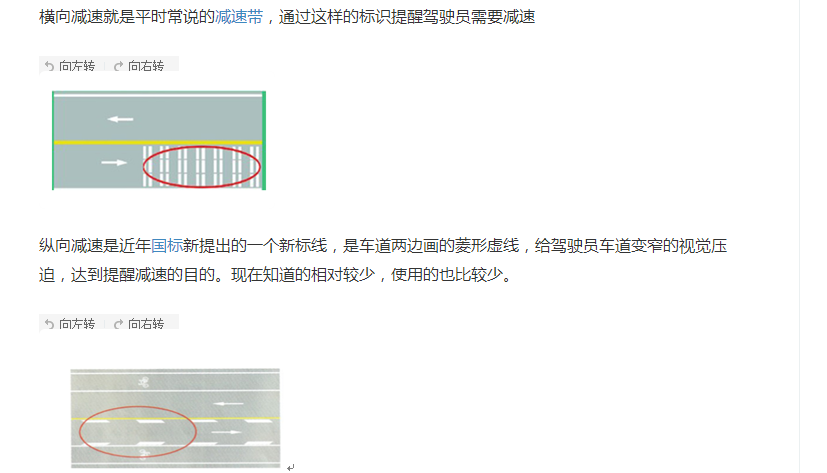 横向减速就是平时常说的减速带，通过这样的标识提醒驾驶员需要减速
向左转 向右转
纵向减速是近年国标新提出的一个新标线，是车道两边画的菱形虚线，给驾驶员车道变窄的视觉压
迫，达到提醒减速的目的。现在知道的相对较少，使用的也比较少。
向左转 向右转